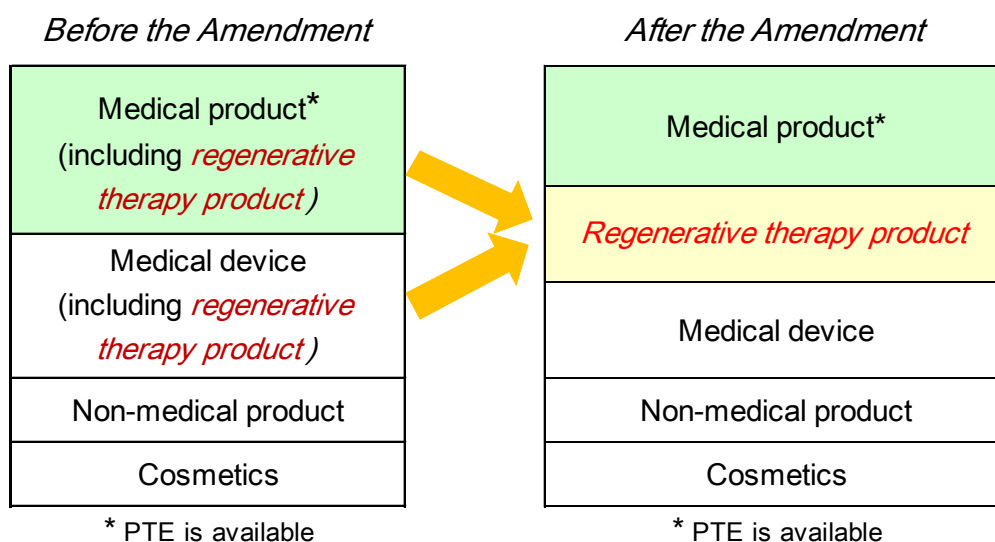 Before the Amendment
Medical product*
(including regenerative
therapy product)
Medical device
(including regenerative
therapy product)
Non-medical product
Cosmetics
* PTE is available
After the Amendment
Medical product*
Regenerative therapy product
Medical device
Non-medical product
Cosmetics
* PTE is available